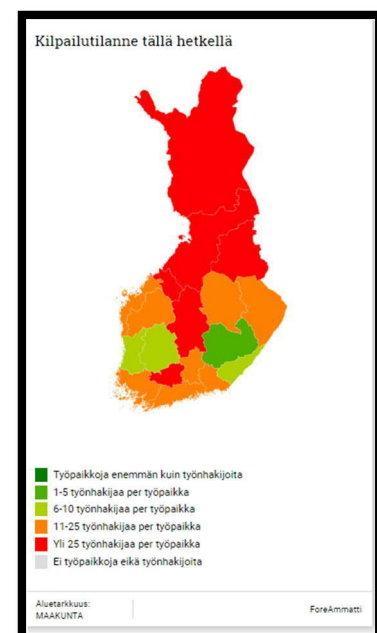 Kilpailutilanne tällä hetkellä
Työpaikkoja enemmän kuin työnhakijoita
1-5 työnhakijaa per työpaikka
6-10 työnhakijaa per työpaikka
11-25 työnhakijaa per työpaikka
Yli 25 työnhakijaa per työpaikka
Ei työpaikkoja eikä työnhakijoita
Aluetarkkuus:
MAAKUNTA
ForeAmmatti